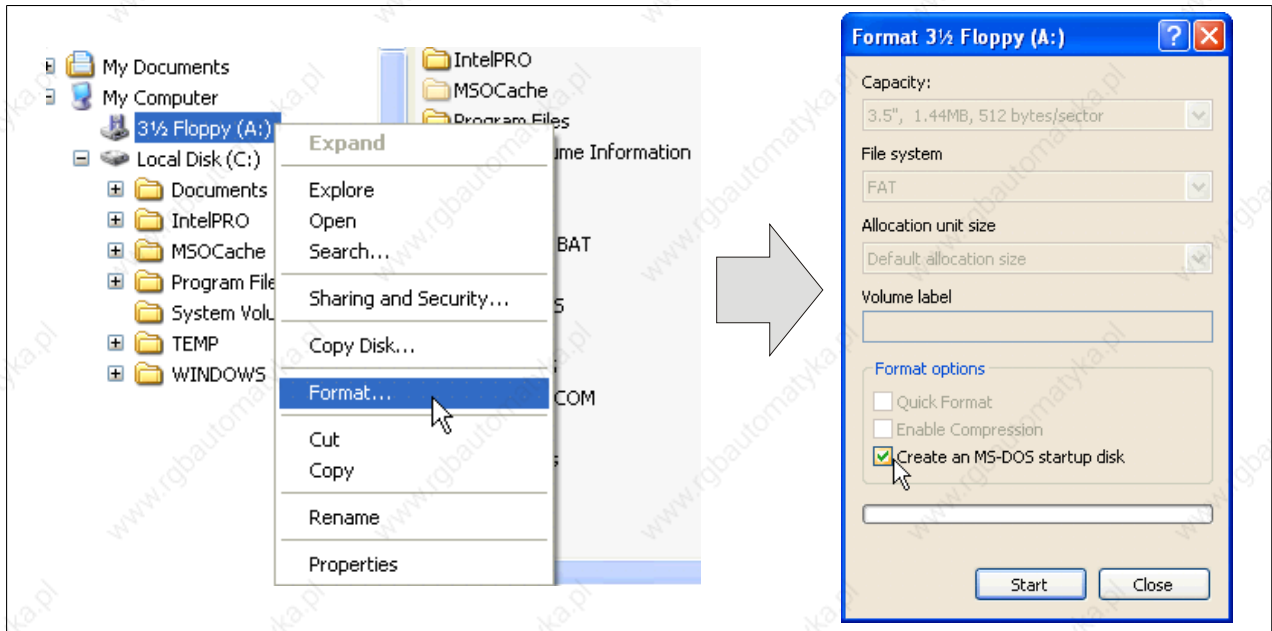 My Documents
My Computer
3½ Floppy (A:)
Local Disk (C:)
Documents
IntelPRO
MSOCache
Program File
System Volu
TEMP
WINDOWS
Expand
Explore
Open
Search...
Sharing and Security...
Copy Disk...
Format...
Cut
Copy
Rename
Properties
IntelPRO
MSOCache
Program Files
ume Information
BAT
S
COM
Format 3½ Floppy (A:)
Capacity:
3.5", 1.44MB, 512 bytes/sector
File system
FAT
Allocation unit size
Default allocation size
Volume label
Format options
Quick Format
Enable Compression
Create an MS-DOS startup disk
Start
Close
www.rgbautomatyka.pl